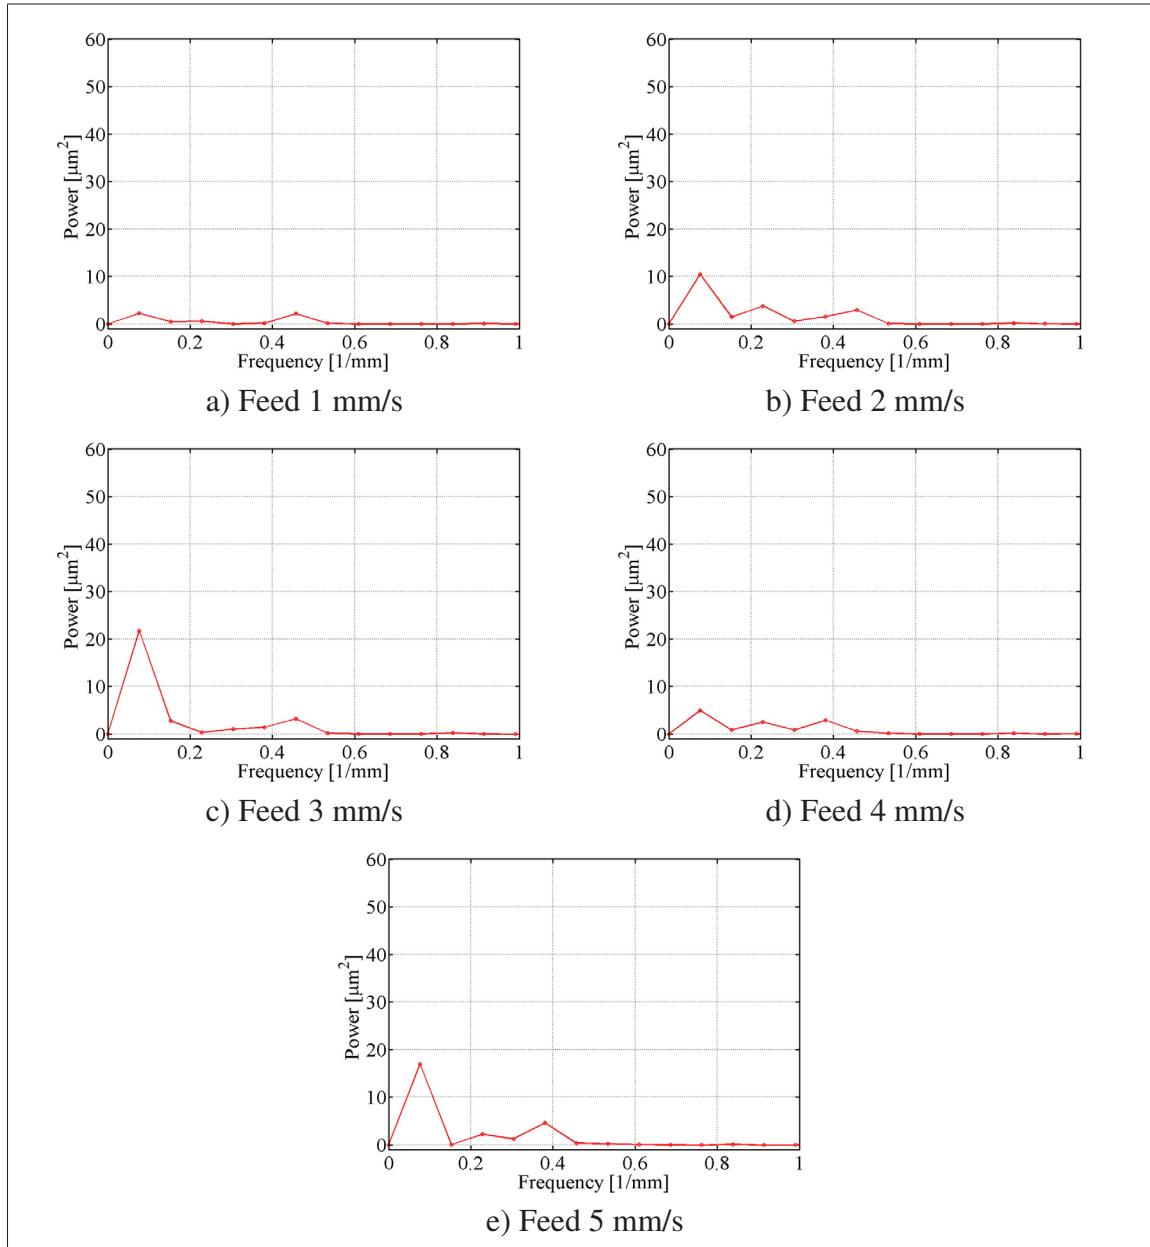 60
50
40
30
20
10
0
Power [μm²]
0 0.2 0.4 0.6 0.8 1
Frequency [1/mm]
a) Feed 1 mm/s
60
50
40
30
20
10
0
Power [μm²]
0 0.2 0.4 0.6 0.8 1
Frequency [1/mm]
b) Feed 2 mm/s
60
50
40
30
20
10
0
Power [μm²]
0 0.2 0.4 0.6 0.8 1
Frequency [1/mm]
c) Feed 3 mm/s
60
50
40
30
20
10
0
Power [μm²]
0 0.2 0.4 0.6 0.8 1
Frequency [1/mm]
d) Feed 4 mm/s
60
50
40
30
20
10
0
Power [μm²]
0 0.2 0.4 0.6 0.8 1
Frequency [1/mm]
e) Feed 5 mm/s